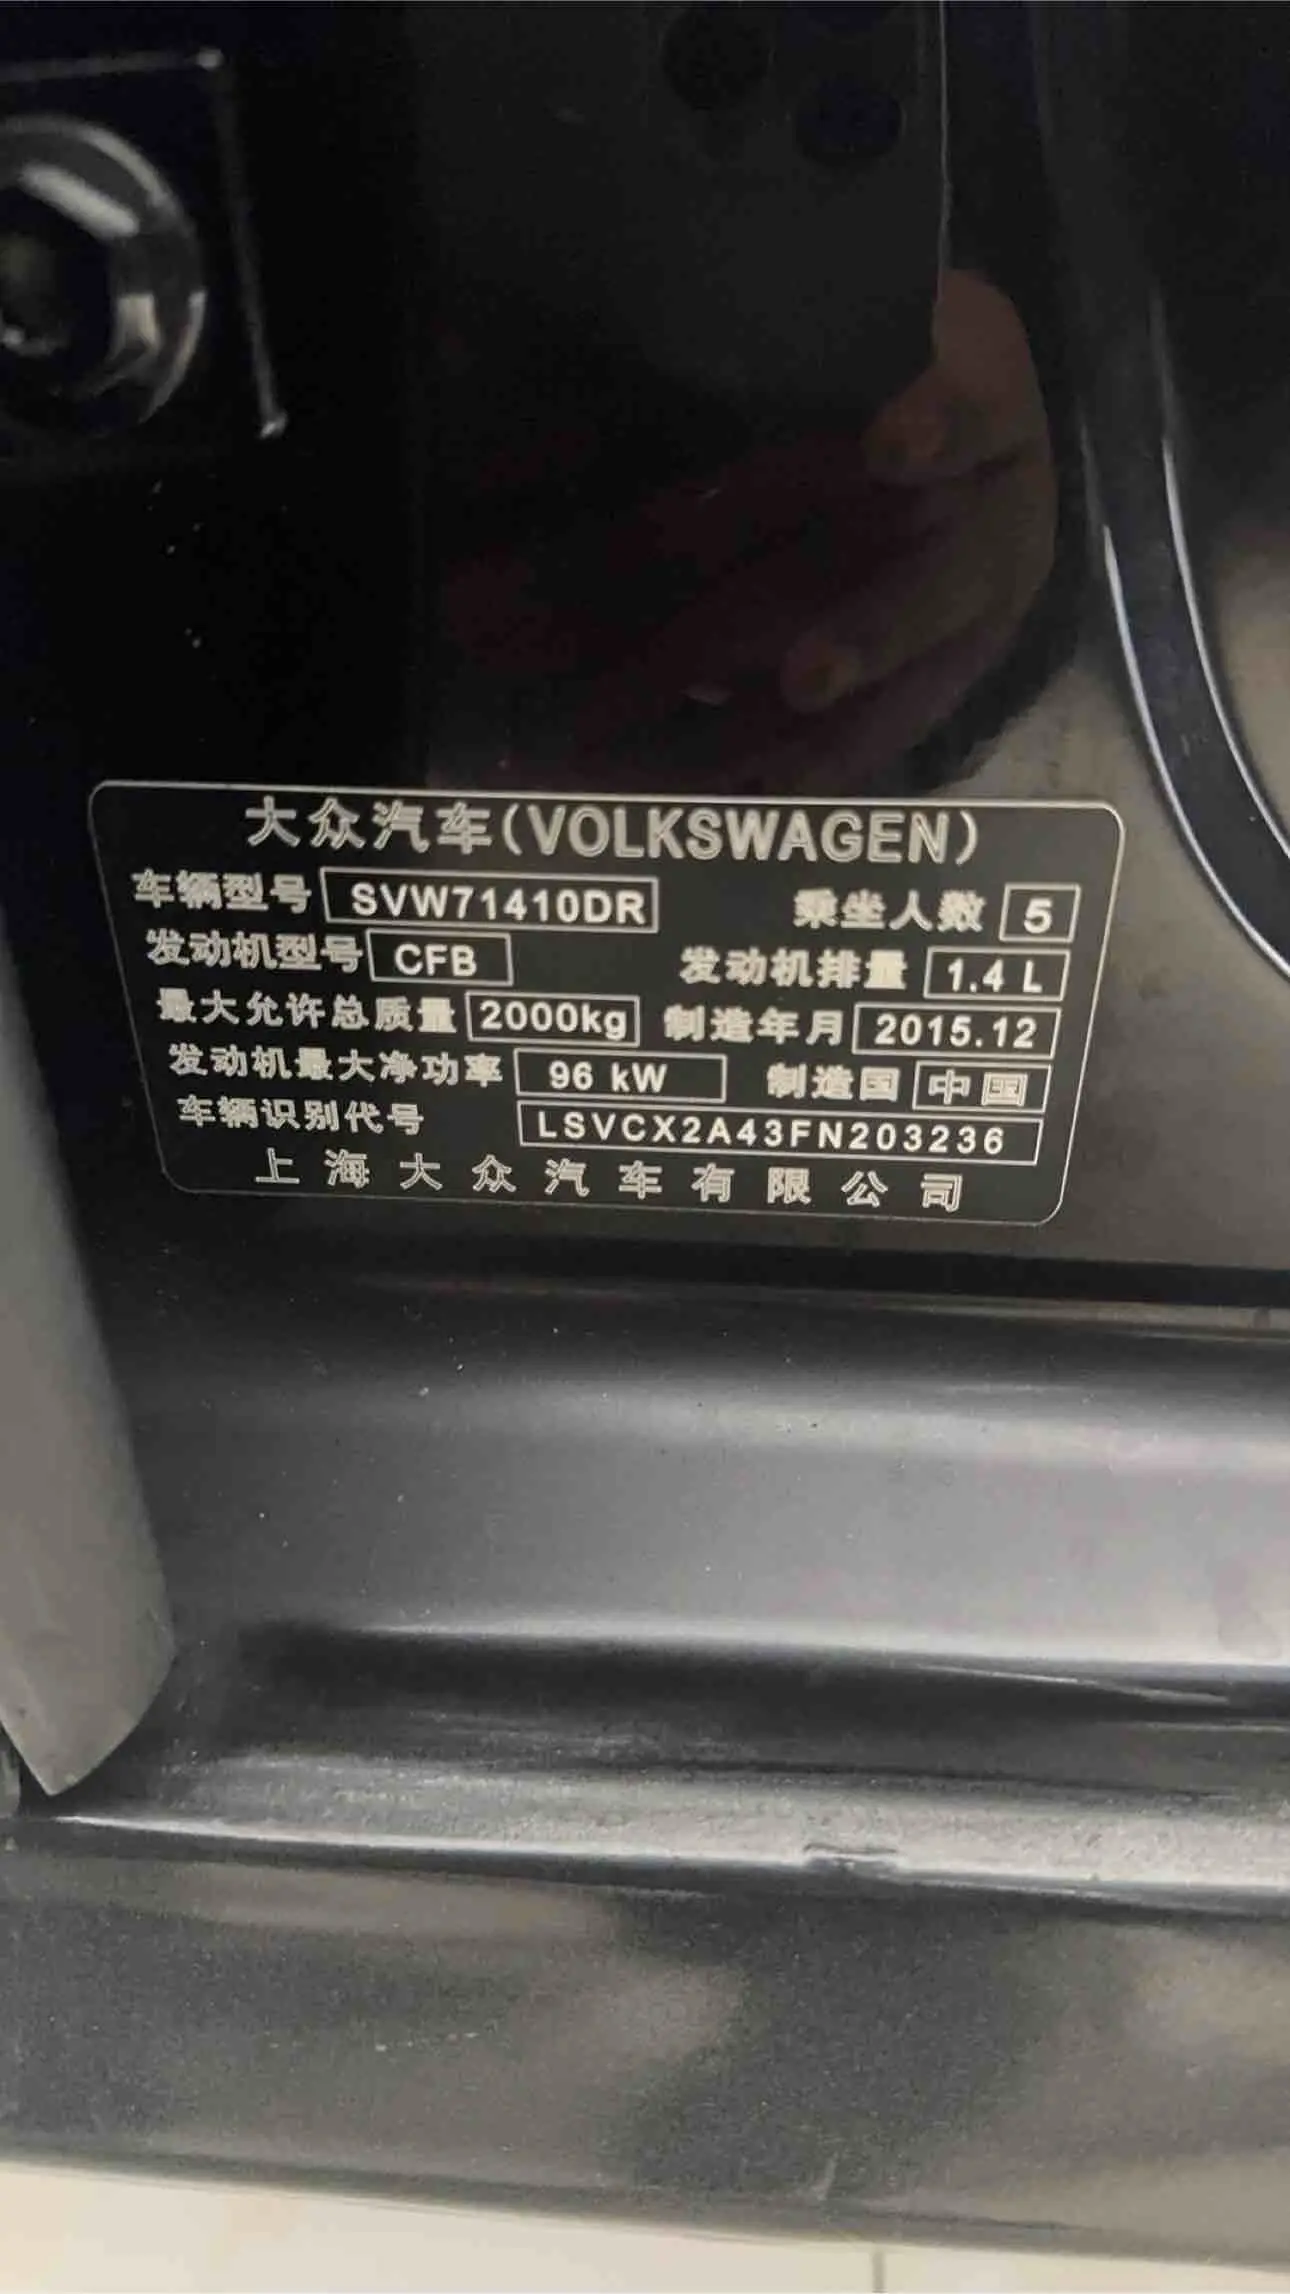 大众汽车(VOLKSWAGEN)
车辆型号 SVW71410DR 乘坐人数 5
发动机型号 CFB 发动机排量 1.4 L
最大允许总质量 2000kg 制造年月 2015.12
发动机最大净功率 96 kW 制造国 中国
车辆识别代号 LSVCX2A43FN203236
上海大众汽车有限公司